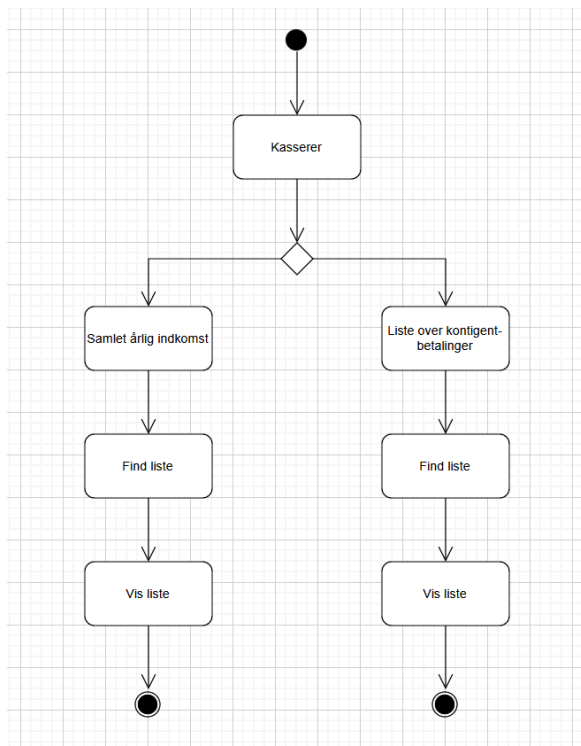 Kasserer
Samlet årlig indkomst
Liste over kontigent-
betalinger
Find liste
Find liste
Vis liste
Vis liste